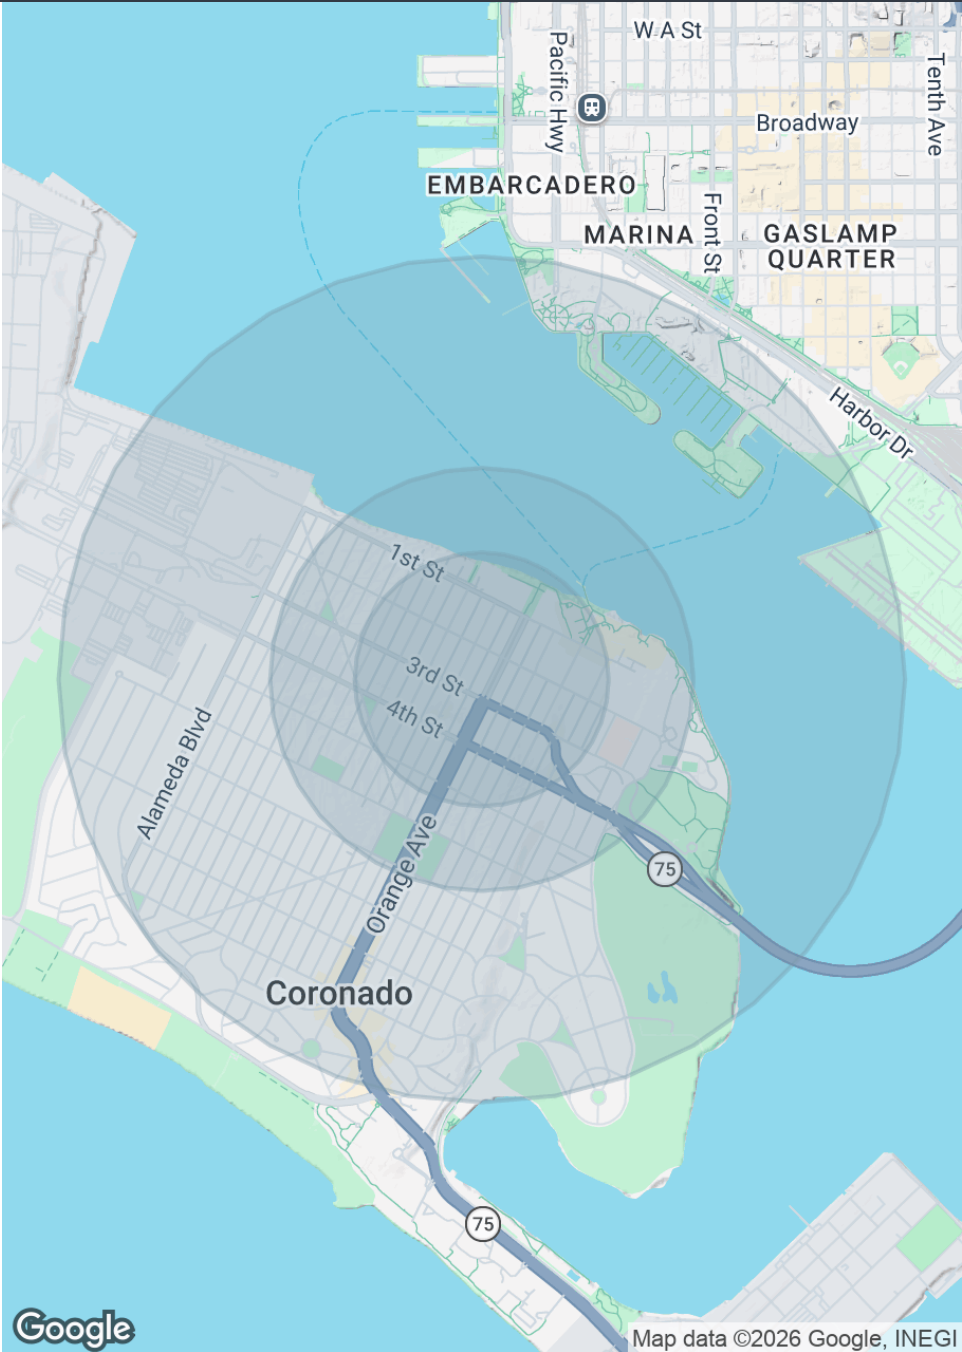 W A St
Pacific Hwy
Tenth Ave
Broadway
EMBARCADERO
Front St
MARINA
GASLAMP
QUARTER
Harbor Dr
1st St
3rd St
4th St
Alameda Blvd
Orange Ave
75
Coronado
75
Google
Map data ©2026 Google, INEGI